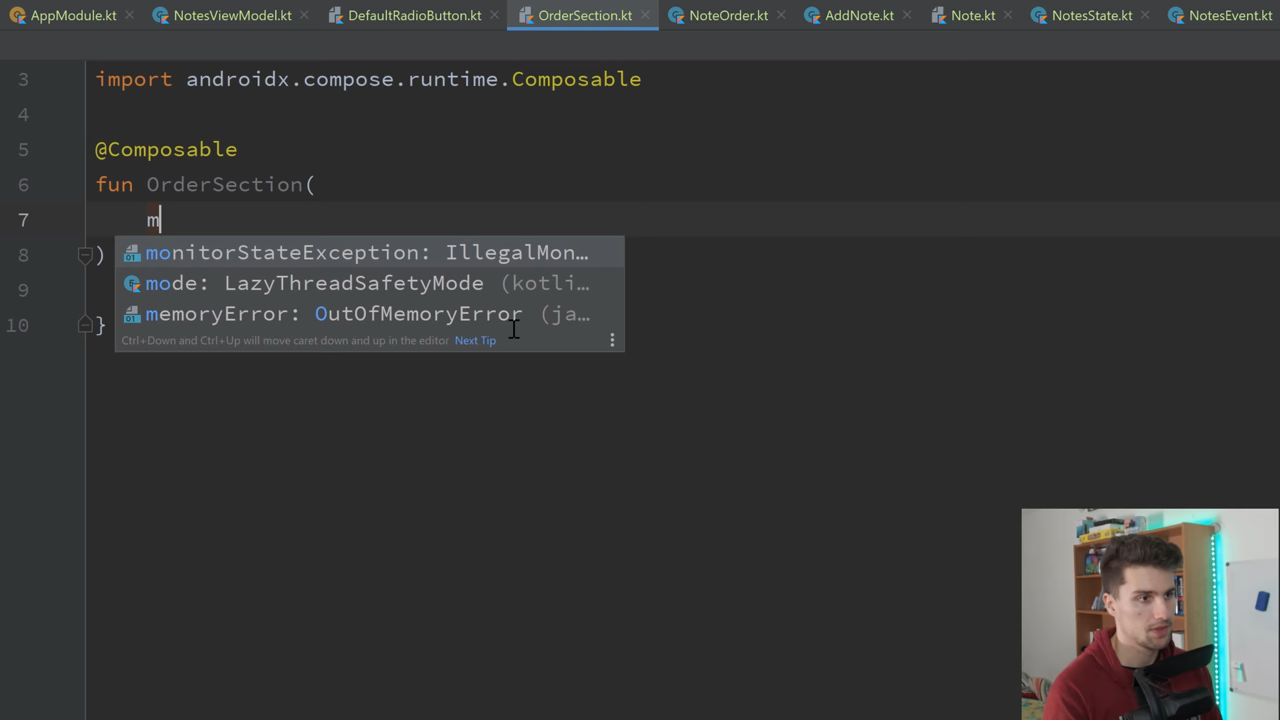 AppModule.kt NotesViewModel.kt DefaultRadioButton.kt OrderSection.kt NoteOrder.kt AddNote.kt Note.kt NotesState.kt NotesEvent.kt
3 import androidx.compose.runtime.Composable
4
5 @Composable
6 fun OrderSection(
7 m
monitorStateException: IllegalMon…
8 )
mode: LazyThreadSafetyMode (kotli…
9
memoryError: OutOfMemoryError (ja…
10 }
Ctrl+Down and Ctrl+Up will move caret down and up in the editor Next Tip